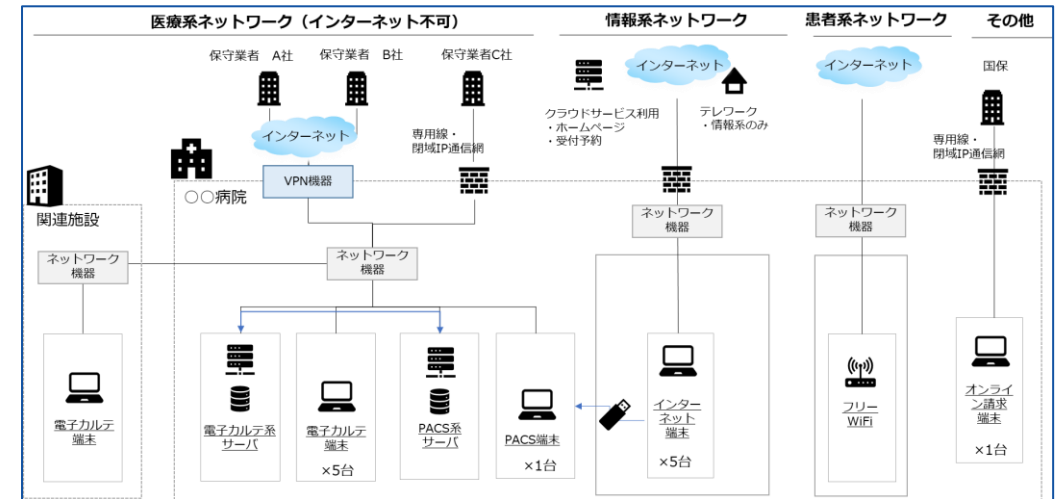 医療系ネットワーク（インターネット不可）
情報系ネットワーク
患者系ネットワーク
その他
保守業者　A社
保守業者　B社
保守業者C社
インターネット
専用線・
閉域IP通信網
インターネット
クラウドサービス利用
・ホームページ
・受付予約
テレワーク
・情報系のみ
インターネット
国保
専用線・
閉域IP通信網
VPN機器
○○病院
関連施設
ネットワーク
機器
ネットワーク
機器
ネットワーク
機器
ネットワーク
機器
電子カルテ
端末
電子カルテ系
サーバ
電子カルテ
端末
×5台
PACS系
サーバ
PACS端末
×1台
インター
ネット
端末
×5台
フリー
WiFi
オンライ
ン請求
端末
×1台